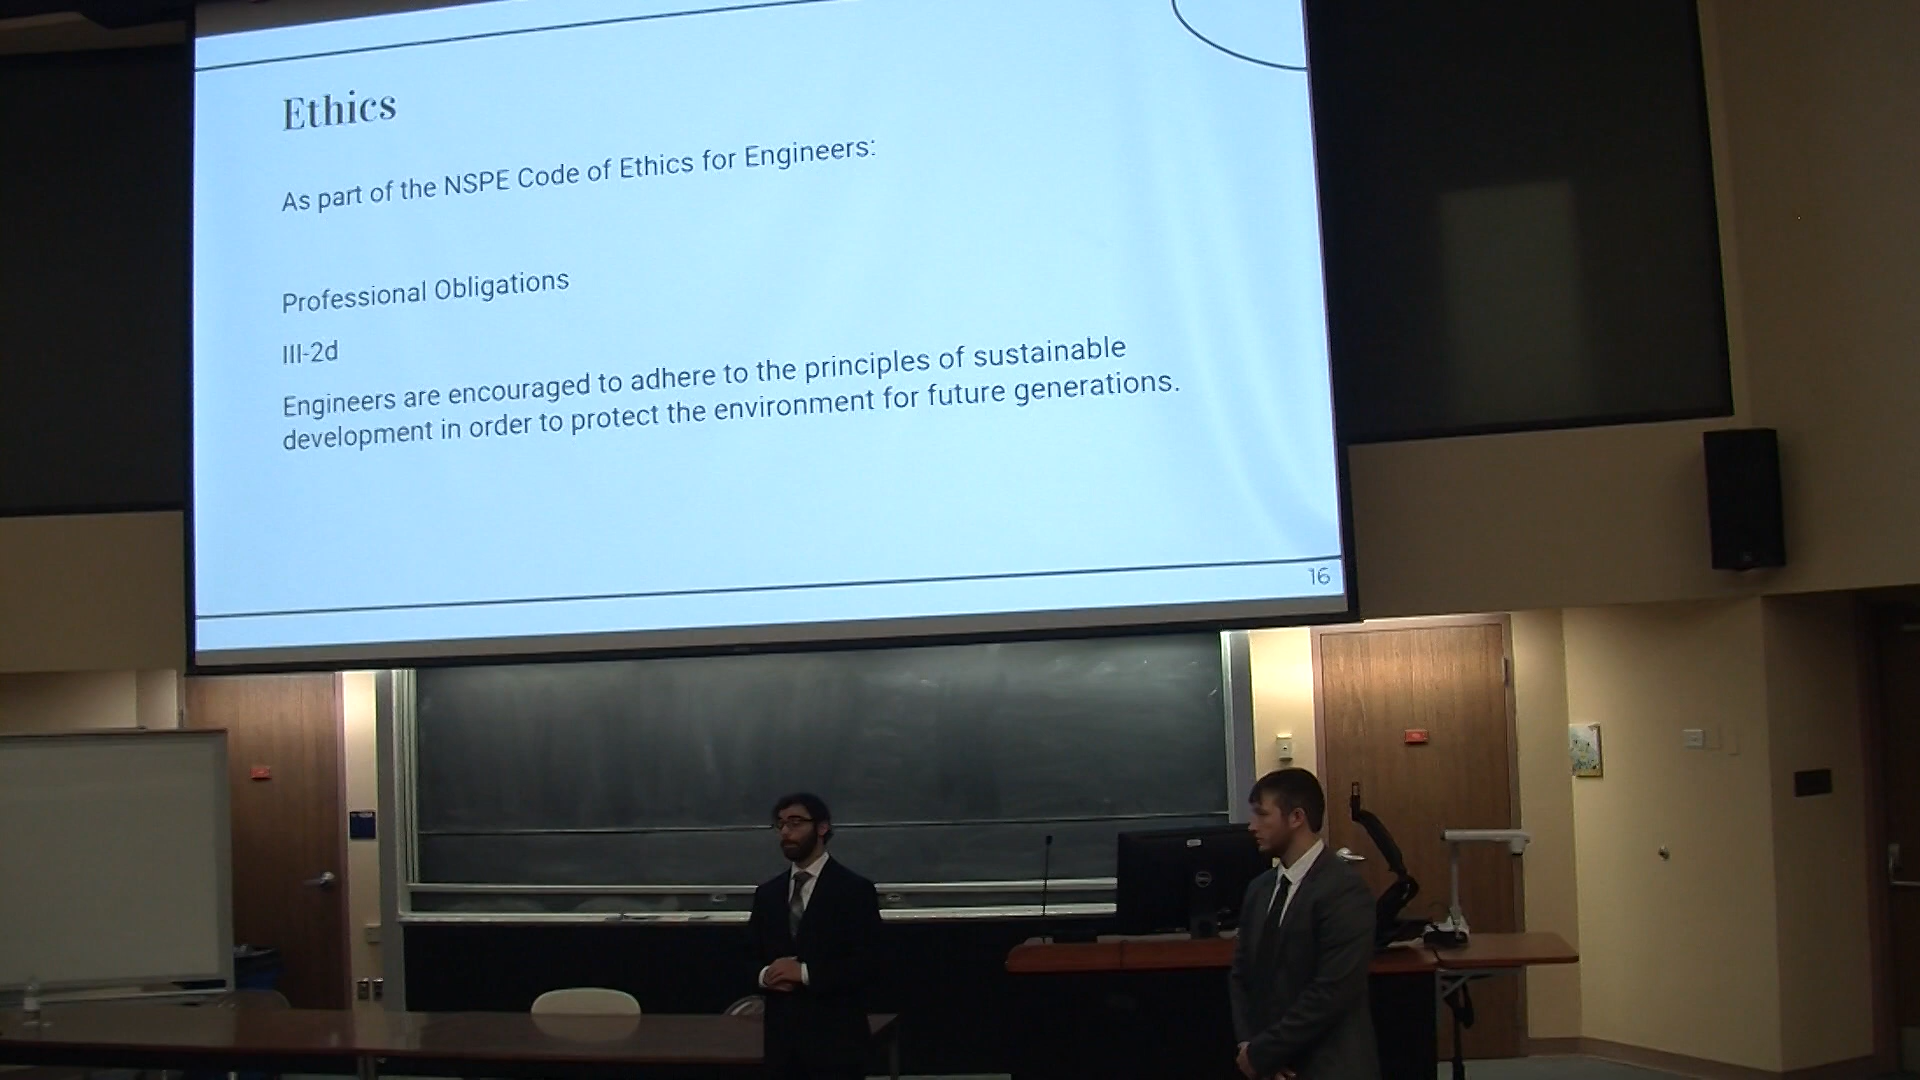 Ethics
As part of the NSPE Code of Ethics for Engineers:
Professional Obligations
III-2d
Engineers are encouraged to adhere to the principles of sustainable
development in order to protect the environment for future generations.
16